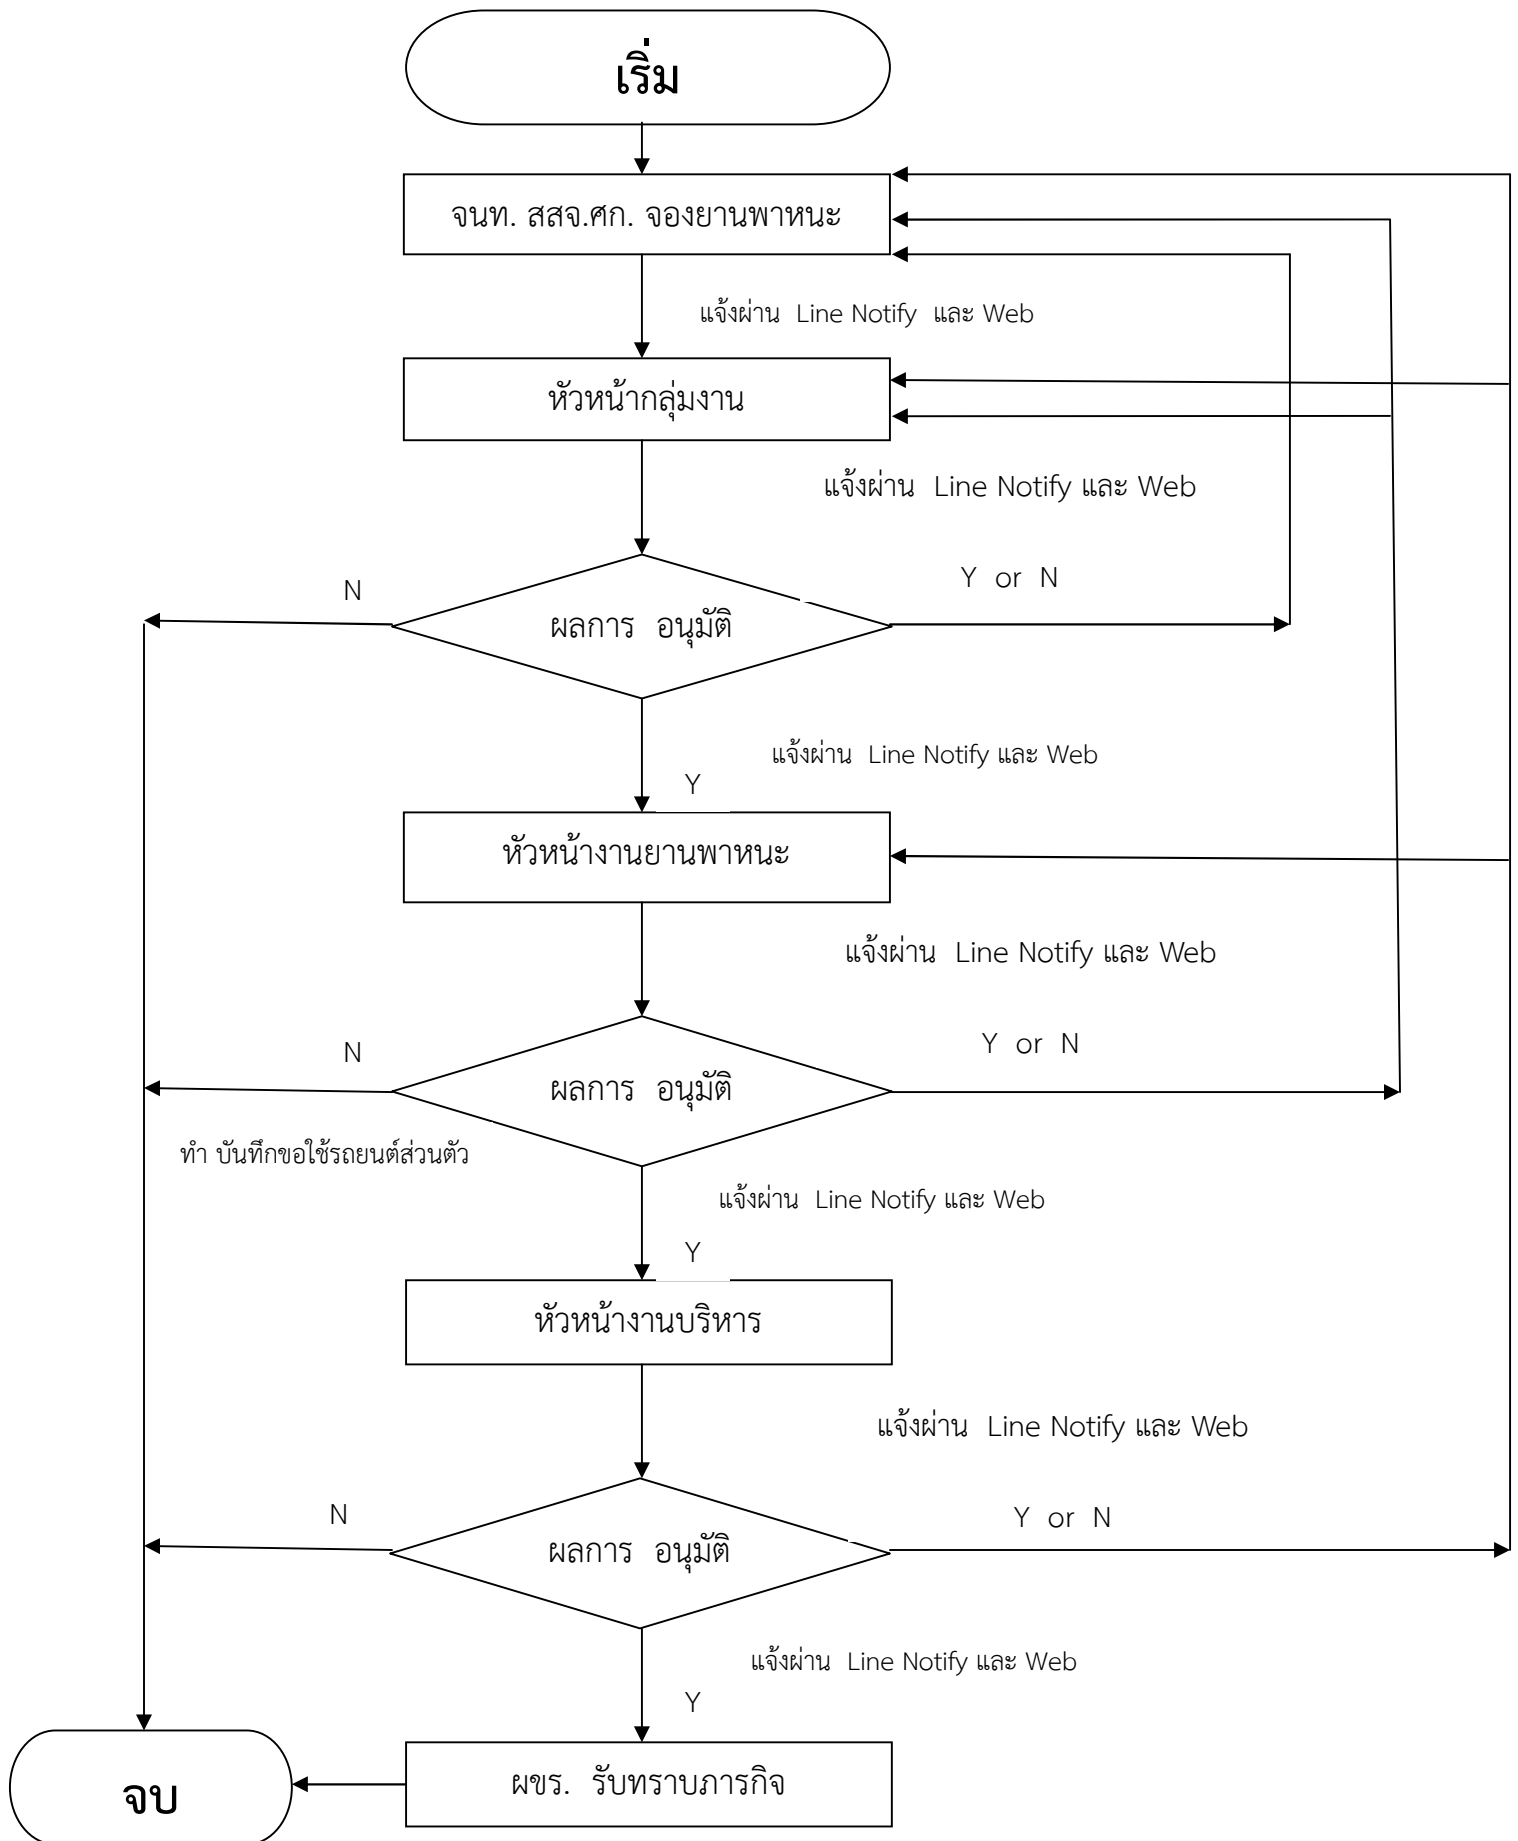 เริ่ม
จนท. สสจ.ศก. จองยานพาหนะ
แจ้งผ่าน Line Notify และ Web
หัวหน้ากลุ่มงาน
แจ้งผ่าน Line Notify และ Web
N
Y or N
ผลการ อนุมัติ
แจ้งผ่าน Line Notify และ Web
Y
หัวหน้างานยานพาหนะ
แจ้งผ่าน Line Notify และ Web
N
Y or N
ผลการ อนุมัติ
ทำ บันทึกขอใช้รถยนต์ส่วนตัว
แจ้งผ่าน Line Notify และ Web
Y
หัวหน้างานบริหาร
แจ้งผ่าน Line Notify และ Web
N
Y or N
ผลการ อนุมัติ
แจ้งผ่าน Line Notify และ Web
Y
ผขร. รับทราบภารกิจ
จบ